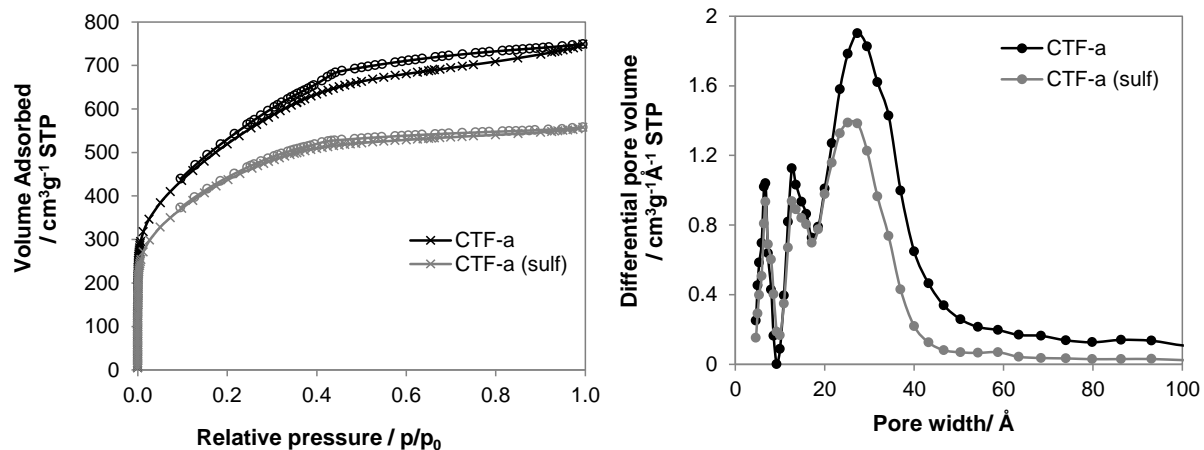 Volume Adsorbed
/ cm³g⁻¹ STP
800
700
600
500
400
300
200
100
0
CTF-a
CTF-a (sulf)
0.0 0.2 0.4 0.6 0.8 1.0
Relative pressure / p/p₀
Differential pore volume
/ cm³g⁻¹Å⁻¹ STP
2
1.6
1.2
0.8
0.4
0
CTF-a
CTF-a (sulf)
0 20 40 60 80 100
Pore width/ Å